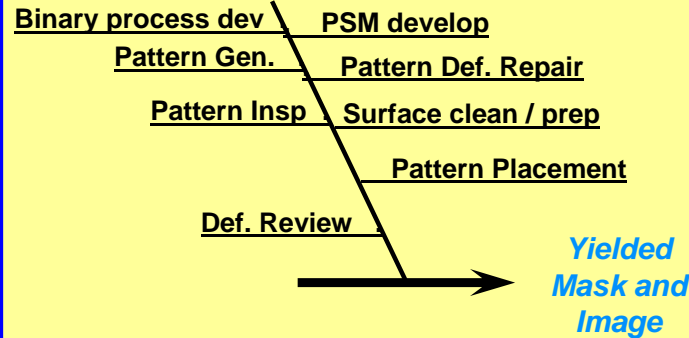 Binary process dev
PSM develop
Pattern Gen.
Pattern Def. Repair
Pattern Insp
Surface clean / prep
Pattern Placement
Def. Review
Yielded
Mask and
Image